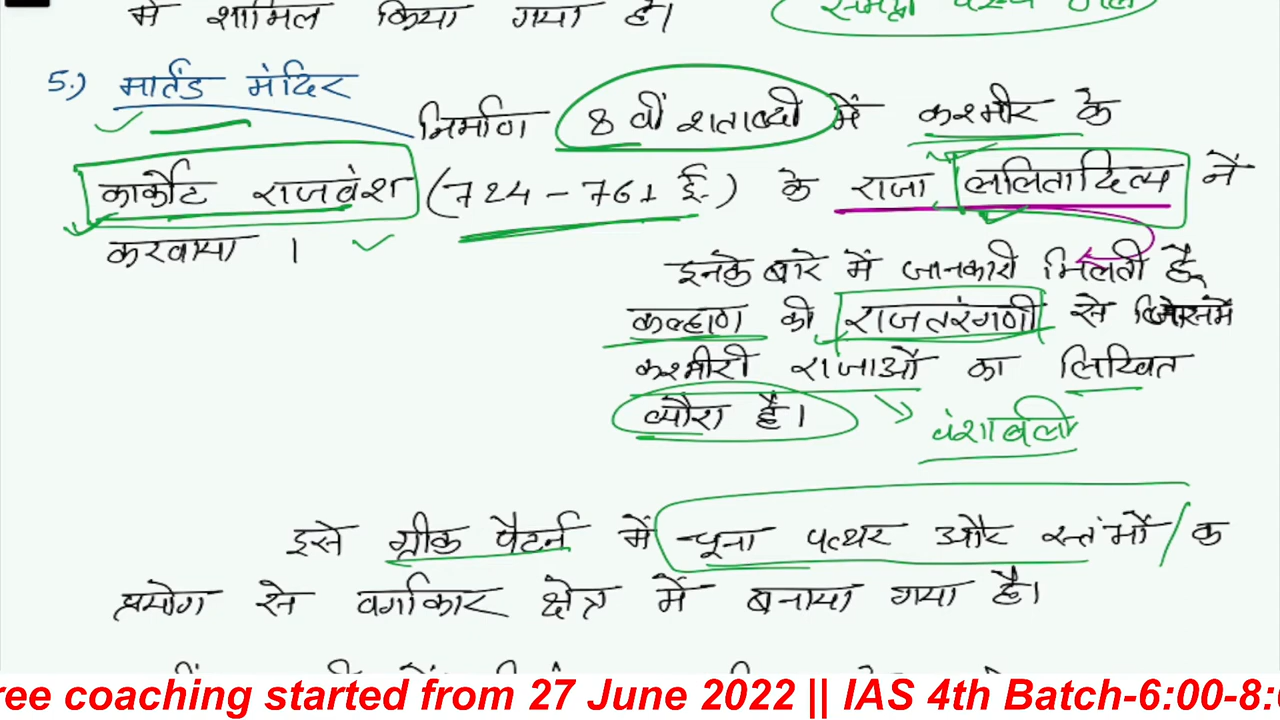 में शामिल किया गया है।
5.) मार्तंड मंदिर
निर्माण 8 वीं शताब्दी में कश्मीर के
कार्कोट राजवंश (724 - 761 ई.) के राजा ललितादित्य ने
करवाया ।
इनके बारे में जानकारी मिलती है
कल्हाण की राजतरंगणी से जिसमें
कश्मीरी राजाओं का लिखित
ब्यौरा है।
वंशाबली
इसे ग्रीक पैटर्न में चूना पत्थर और स्तंभों क
प्रयोग से वर्गाकार क्षेत्र में बनाया गया है।
ree coaching started from 27 June 2022 || IAS 4th Batch-6:00-8: